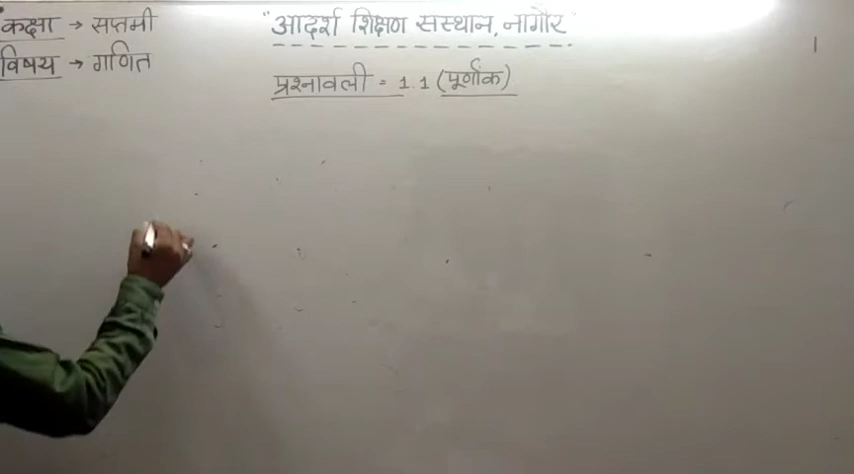 कक्षा → सप्तमी
"आदर्श शिक्षण संस्थान, नागौर"
विषय → गणित
प्रश्नावली = 1.1 (पूर्णांक)